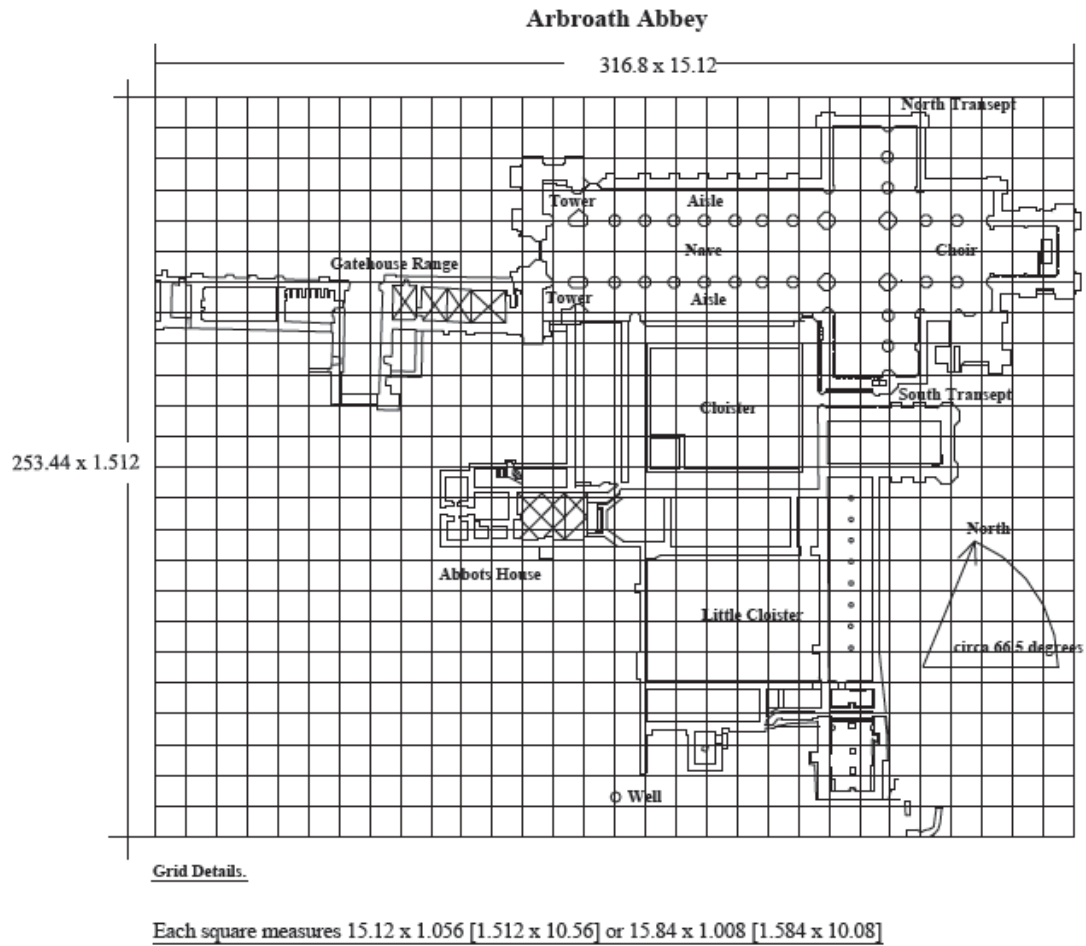 Arbroath Abbey
316.8 x 15.12
North Transept
Tower
Aisle
Nave
Choir
Gatehouse Range
Tower
Aisle
Cloister
South Transept
253.44 x 1.512
North
Abbots House
Little Cloister
circa 66.5 degrees
Well
Grid Details.
Each square measures 15.12 x 1.056 [1.512 x 10.56] or 15.84 x 1.008 [1.584 x 10.08]